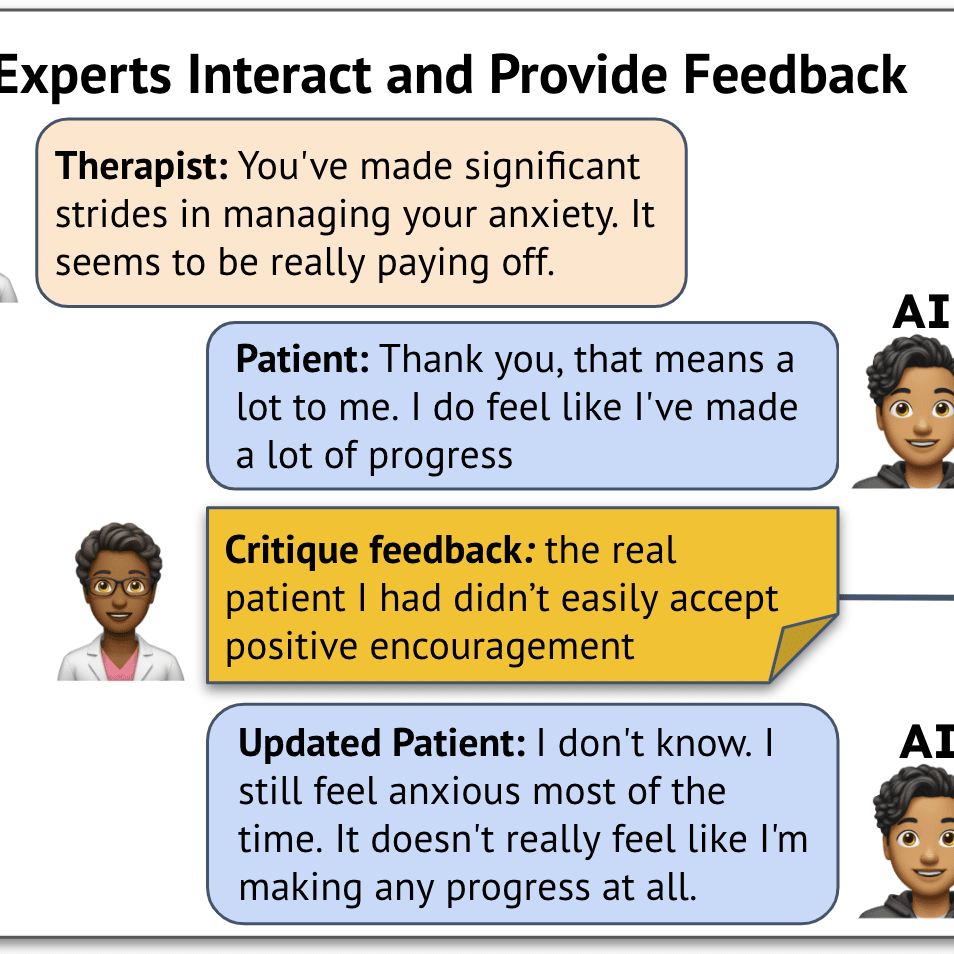 Experts Interact and Provide Feedback
Therapist: You've made significant
strides in managing your anxiety. It
seems to be really paying off.
AI
Patient: Thank you, that means a
lot to me. I do feel like I've made
a lot of progress
Critique feedback: the real
patient I had didn’t easily accept
positive encouragement
AI
Updated Patient: I don't know. I
still feel anxious most of the
time. It doesn't really feel like I'm
making any progress at all.